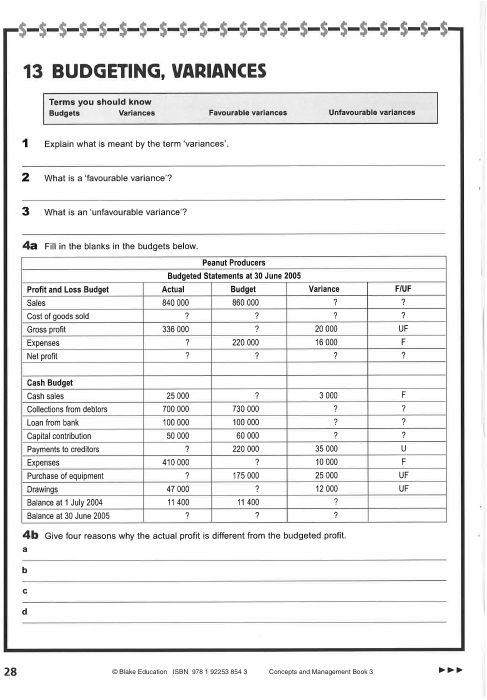 13 BUDGETING, VARIANCES
Terms you should know
Budgets Variances Favourable variances Unfavourable variances
1 Explain what is meant by the term 'variances'.
2 What is a 'favourable variance'?
3 What is an 'unfavourable variance'?
4a Fill in the blanks in the budgets below.
Peanut Producers
Budgeted Statements at 30 June 2005
Profit and Loss Budget Actual Budget Variance F/UF
Sales 840 000 860 000 ? ?
Cost of goods sold ? ? ? ?
Gross profit 336 000 ? 20 000 UF
Expenses ? 220 000 16 000 F
Net profit ? ? ? ?
Cash Budget
Cash sales 25 000 ? 3 000 F
Collections from debtors 700 000 730 000 ? ?
Loan from bank 100 000 100 000 ? ?
Capital contribution 50 000 60 000 ? ?
Payments to creditors ? 220 000 35 000 U
Expenses 410 000 ? 10 000 F
Purchase of equipment ? 175 000 25 000 UF
Drawings 47 000 ? 12 000 UF
Balance at 1 July 2004 11 400 11 400 ?
Balance at 30 June 2005 ? ? ?
4b Give four reasons why the actual profit is different from the budgeted profit.
a
b
c
d
28 © Blake Education ISBN 978 1 92253 854 3 Concepts and Management Book 3